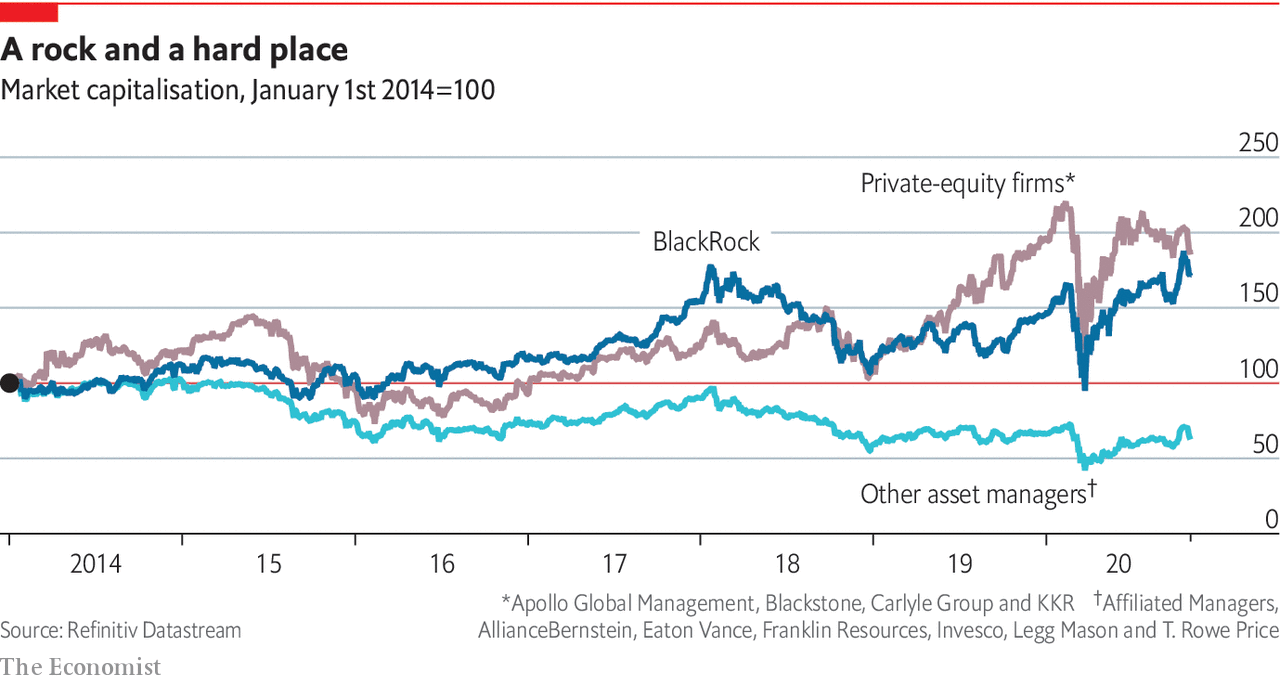 A rock and a hard place
Market capitalisation, January 1st 2014=100
250
Private-equity firms*
200
BlackRock
150
100
50
Other asset managers†
0
2014 15 16 17 18 19 20
*Apollo Global Management, Blackstone, Carlyle Group and KKR †Affiliated Managers,
Source: Refinitiv Datastream AllianceBernstein, Eaton Vance, Franklin Resources, Invesco, Legg Mason and T. Rowe Price
The Economist